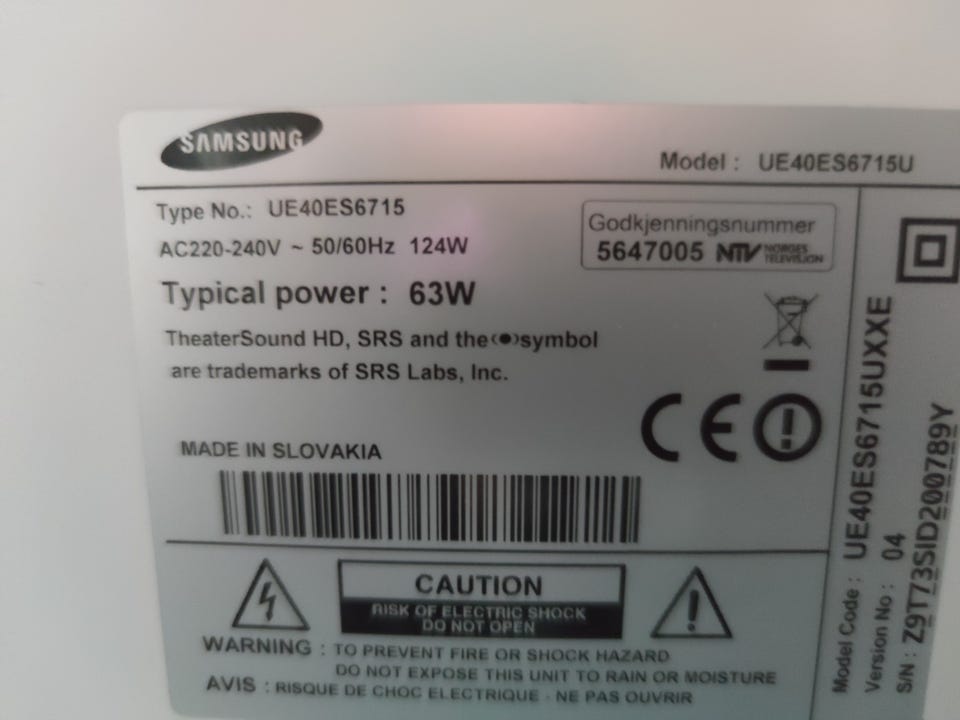 SAMSUNG
Model : UE40ES6715U
Type No.: UE40ES6715
AC220-240V ~ 50/60Hz 124W
Typical power : 63W
Godkjenningsnummer
5647005 NTV NORGES TELEVISION
TheaterSound HD, SRS and the (●) symbol
are trademarks of SRS Labs, Inc.
MADE IN SLOVAKIA
CAUTION
RISK OF ELECTRIC SHOCK
DO NOT OPEN
WARNING : TO PREVENT FIRE OR SHOCK HAZARD
DO NOT EXPOSE THIS UNIT TO RAIN OR MOISTURE
AVIS : RISQUE DE CHOC ELECTRIQUE - NE PAS OUVRIR
CE
Model Code : UE40ES6715UXXE
Version No : 04
S/N : Z9T73SID200789Y